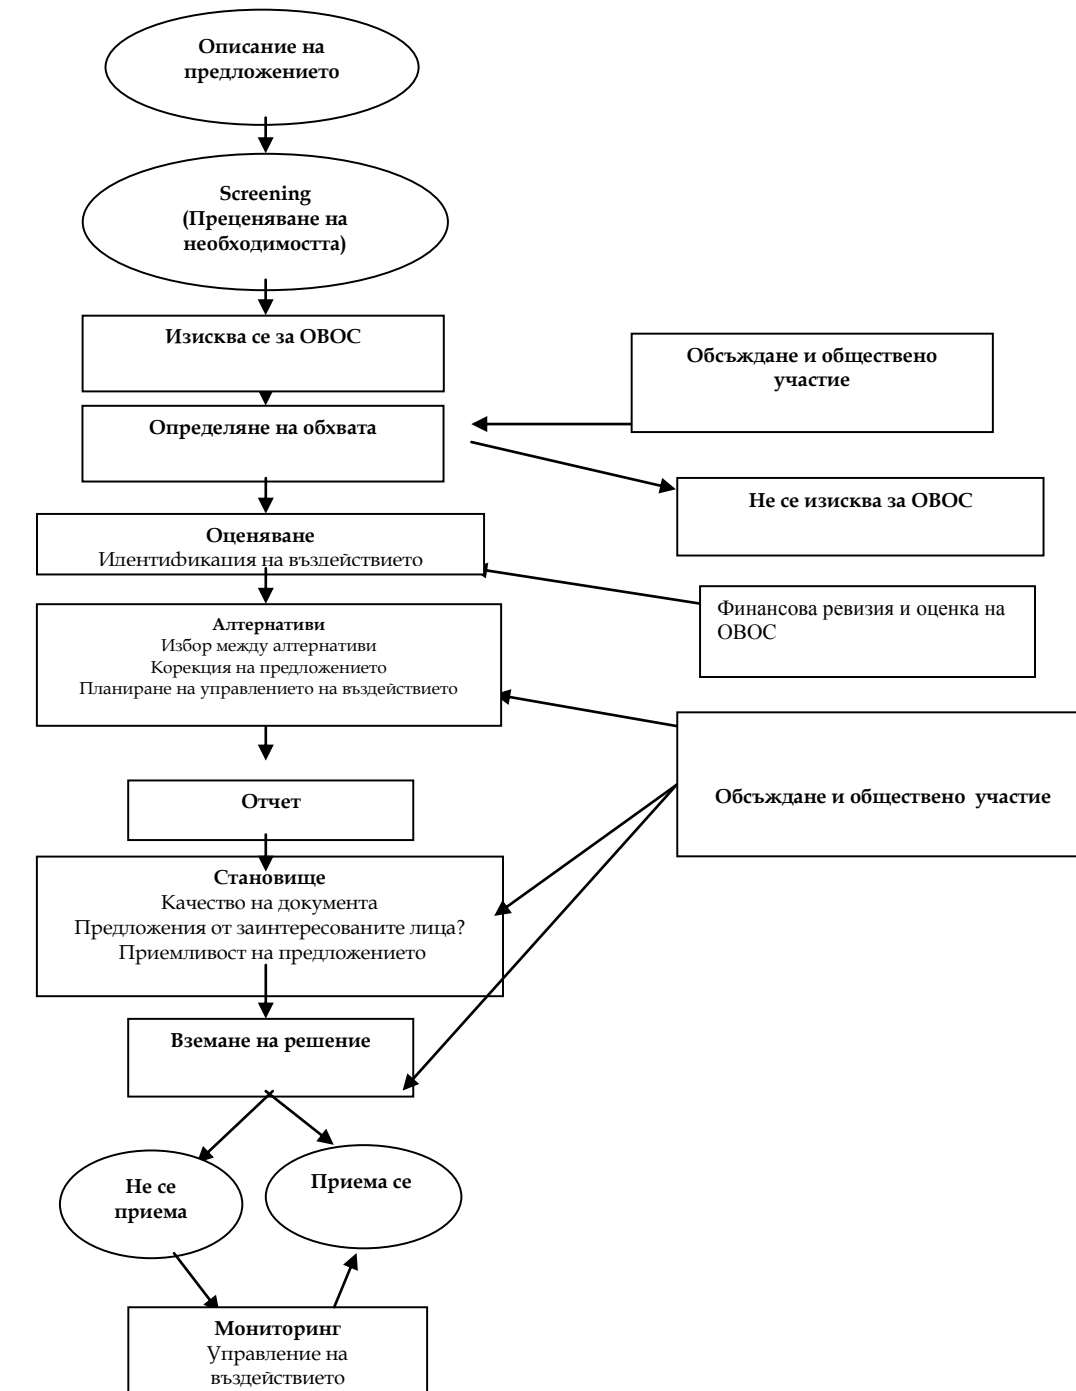 Описание на
предложението
Screening
(Преценяване на
необходимостта)
Изисква се за ОВОС
Обсъждане и обществено
участие
Определяне на обхвата
Не се изисква за ОВОС
Оценяване
Идентификация на въздействието
Финансова ревизия и оценка на
ОВОС
Алтернативи
Избор между алтернативи
Корекция на предложението
Планиране на управлението на въздействието
Обсъждане и обществено участие
Отчет
Становище
Качество на документа
Предложения от заинтересованите лица?
Приемливост на предложението
Вземане на решение
Не се
приема
Приема се
Мониторинг
Управление на
въздействието